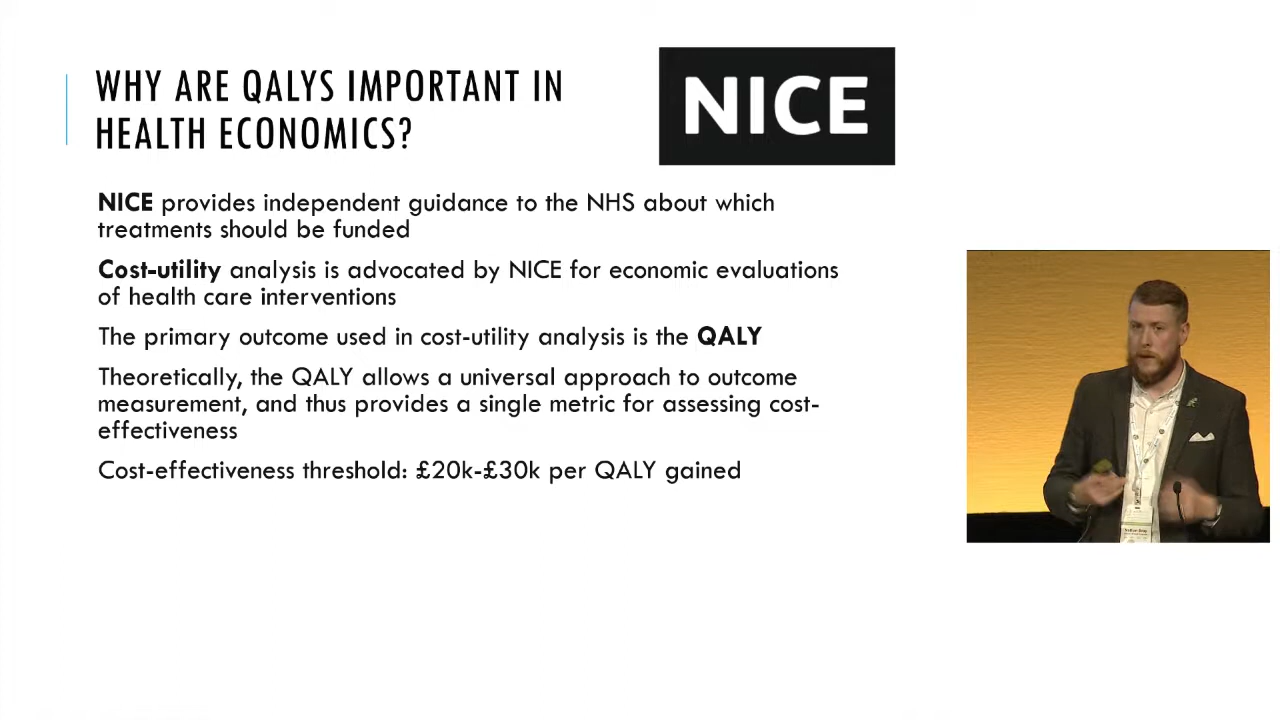 WHY ARE QALYS IMPORTANT IN
HEALTH ECONOMICS?
NICE
NICE provides independent guidance to the NHS about which
treatments should be funded
Cost-utility analysis is advocated by NICE for economic evaluations
of health care interventions
The primary outcome used in cost-utility analysis is the QALY
Theoretically, the QALY allows a universal approach to outcome
measurement, and thus provides a single metric for assessing cost-
effectiveness
Cost-effectiveness threshold: £20k-£30k per QALY gained